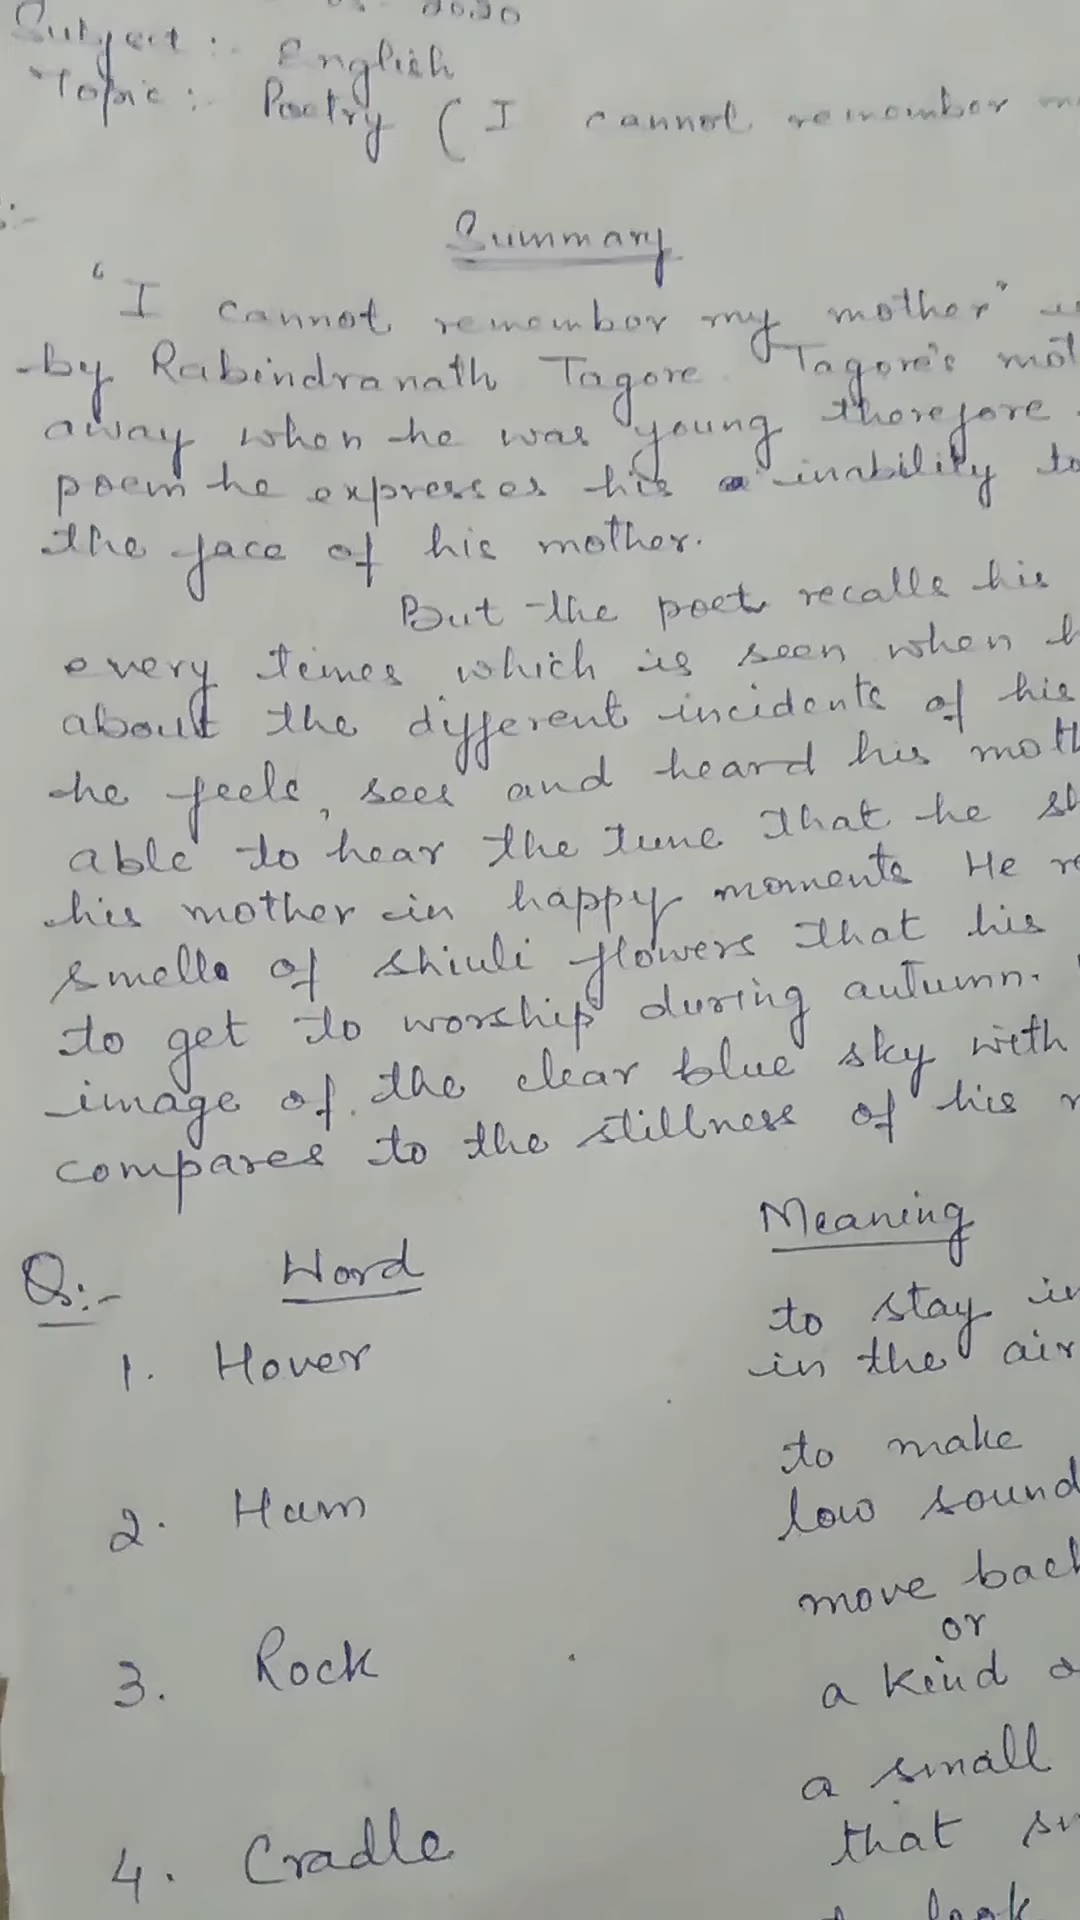 2020
Subject :- English
Topic :- Poetry ( I cannot remember
Summary
"I cannot remember my mother"
by Rabindranath Tagore. Tagore's
away when he was young therefore
poem he expresses his inability to
the face of his mother.
But the poet recalls his
every times which is seen when
about the different incidents of his
he feels, sees and heard his
able to hear the tune that he
his mother in happy moments He
smells of shiuli flowers that his
to get to worship during autumn.
image of the clear blue sky with
compares to the stillness of his
Q:- Word Meaning
1. Hover to stay
in the air
2. Hum to make
low sound
3. Rock move
or
a kind
4. Cradle a small
that
look